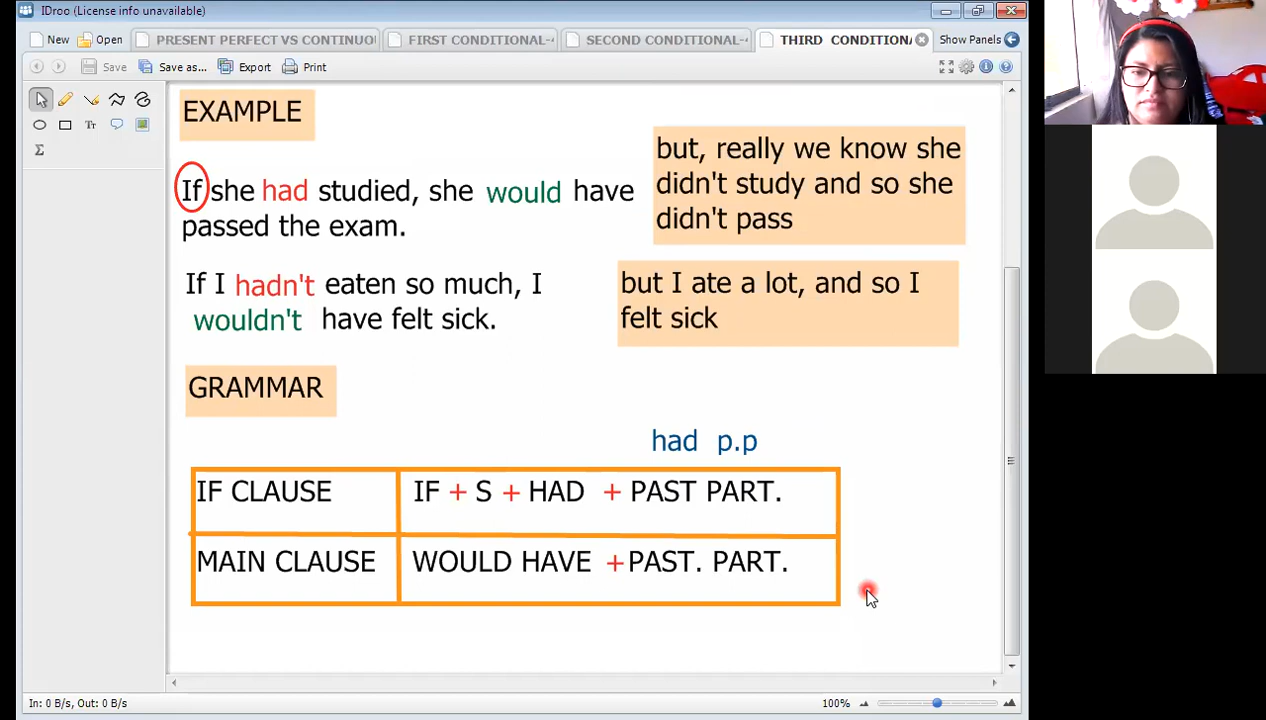 IDroo (License info unavailable)
New Open PRESENT PERFECT VS CONTINUO FIRST CONDITIONAL- SECOND CONDITIONAL- THIRD CONDITIONA Show Panels
Save Save as... Export Print
EXAMPLE
If she had studied, she would have
passed the exam.
but, really we know she
didn't study and so she
didn't pass
If I hadn't eaten so much, I
wouldn't have felt sick.
but I ate a lot, and so I
felt sick
GRAMMAR
had p.p
IF CLAUSE IF + S + HAD + PAST PART.
MAIN CLAUSE WOULD HAVE +PAST. PART.
In: 0 B/s, Out: 0 B/s 100%